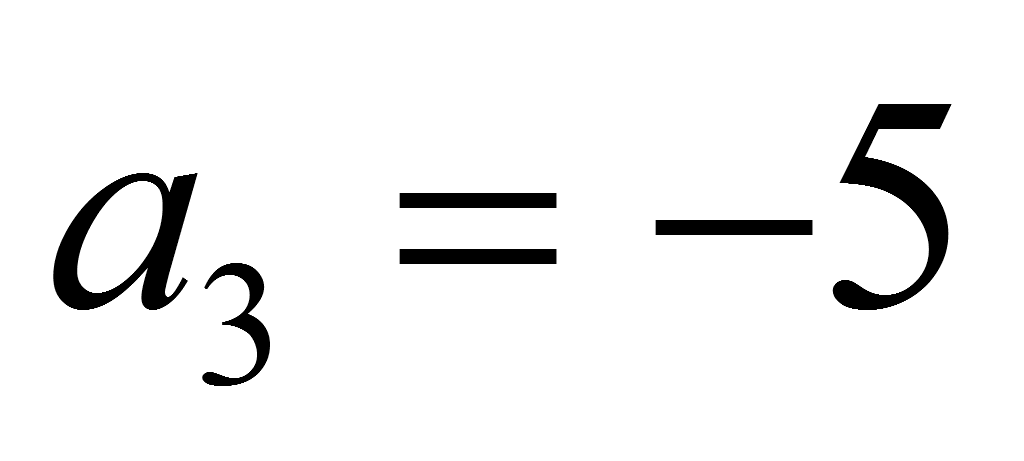 a₃ = −5